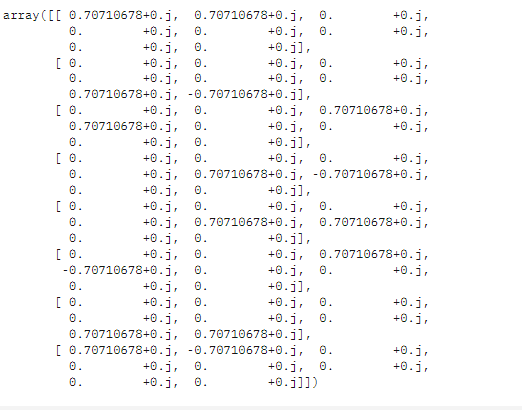 array([[ 0.70710678+0.j,  0.70710678+0.j,  0.        +0.j,
         0.        +0.j,  0.        +0.j,  0.        +0.j,
         0.        +0.j,  0.        +0.j],
       [ 0.        +0.j,  0.        +0.j,  0.        +0.j,
         0.        +0.j,  0.        +0.j,  0.        +0.j,
         0.70710678+0.j, -0.70710678+0.j],
       [ 0.        +0.j,  0.        +0.j,  0.70710678+0.j,
         0.70710678+0.j,  0.        +0.j,  0.        +0.j,
         0.        +0.j,  0.        +0.j],
       [ 0.        +0.j,  0.        +0.j,  0.        +0.j,
         0.        +0.j,  0.70710678+0.j, -0.70710678+0.j,
         0.        +0.j,  0.        +0.j],
       [ 0.        +0.j,  0.        +0.j,  0.        +0.j,
         0.        +0.j,  0.70710678+0.j,  0.70710678+0.j,
         0.        +0.j,  0.        +0.j],
       [ 0.        +0.j,  0.        +0.j,  0.70710678+0.j,
        -0.70710678+0.j,  0.        +0.j,  0.        +0.j,
         0.        +0.j,  0.        +0.j],
       [ 0.        +0.j,  0.        +0.j,  0.        +0.j,
         0.        +0.j,  0.        +0.j,  0.        +0.j,
         0.70710678+0.j,  0.70710678+0.j],
       [ 0.70710678+0.j, -0.70710678+0.j,  0.        +0.j,
         0.        +0.j,  0.        +0.j,  0.        +0.j,
         0.        +0.j,  0.        +0.j]])